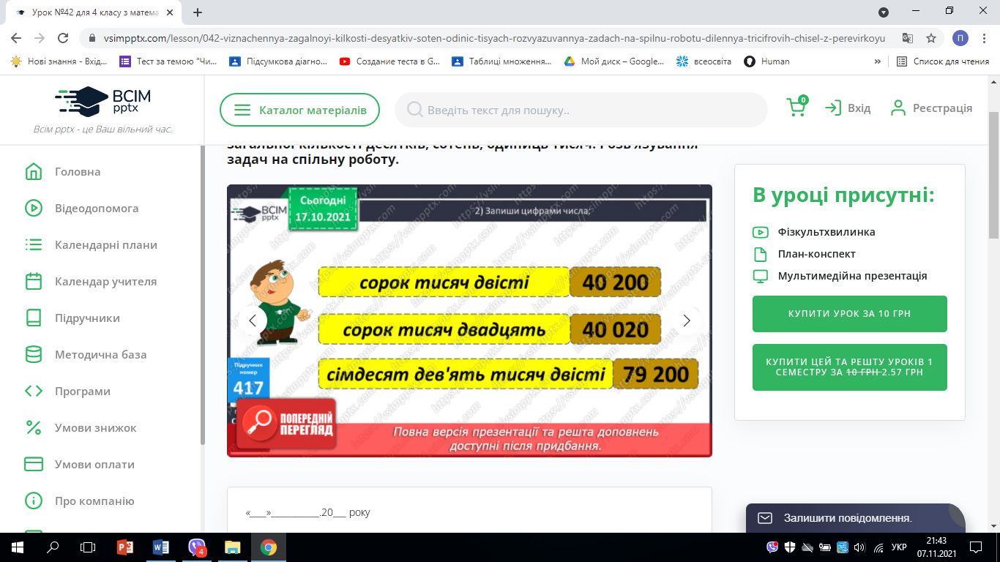 Урок №42 для 4 класу з матема
vsimpptx.com/lesson/042-viznachennya-zagalnoyi-kilkosti-desyatkiv-soten-odinic-tisyach-rozvyazuvannya-zadach-na-spilnu-robotu-dilennya-tricifrovih-chisel-z-perevirkoyu
П
Нові знання - Вхід...
Тест за темою "Чи...
Підсумкова діагно...
Создание теста в G...
Таблиці множення...
Мой диск – Google...
всеосвіта
Human
»
Список для чтения
ВСІМ
pptx
Всім pptx - це Ваш вільний час.
Каталог матеріалів
Введіть текст для пошуку..
0
Вхід
Реєстрація
Головна
Відеодопомога
Календарні плани
Календар учителя
Підручники
Методична база
Програми
Умови знижок
Умови оплати
Про компанію
загальної кількості десятків, сотень, одиниць тисяч. Розв'язування
задач на спільну роботу.
ВСІМ
pptx
Сьогодні
17.10.2021
2) Запиши цифрами числа:
сорок тисяч двісті
40 200
сорок тисяч двадцять
40 020
сімдесят дев'ять тисяч двісті
79 200
Підручник
номер
417
ПОПЕРЕДНІЙ
ПЕРЕГЛЯД
Повна версія презентації та решта доповнень
доступні після придбання.
https://vsimpptx.com
«___»__________.20___ року
В уроці присутні:
Фізкультхвилинка
План-конспект
Мультимедійна презентація
КУПИТИ УРОК ЗА 10 ГРН
КУПИТИ ЦЕЙ ТА РЕШТУ УРОКІВ 1
СЕМЕСТРУ ЗА 10 ГРН 2.57 ГРН
Залишити повідомлення.
4
УКР
21:43
07.11.2021